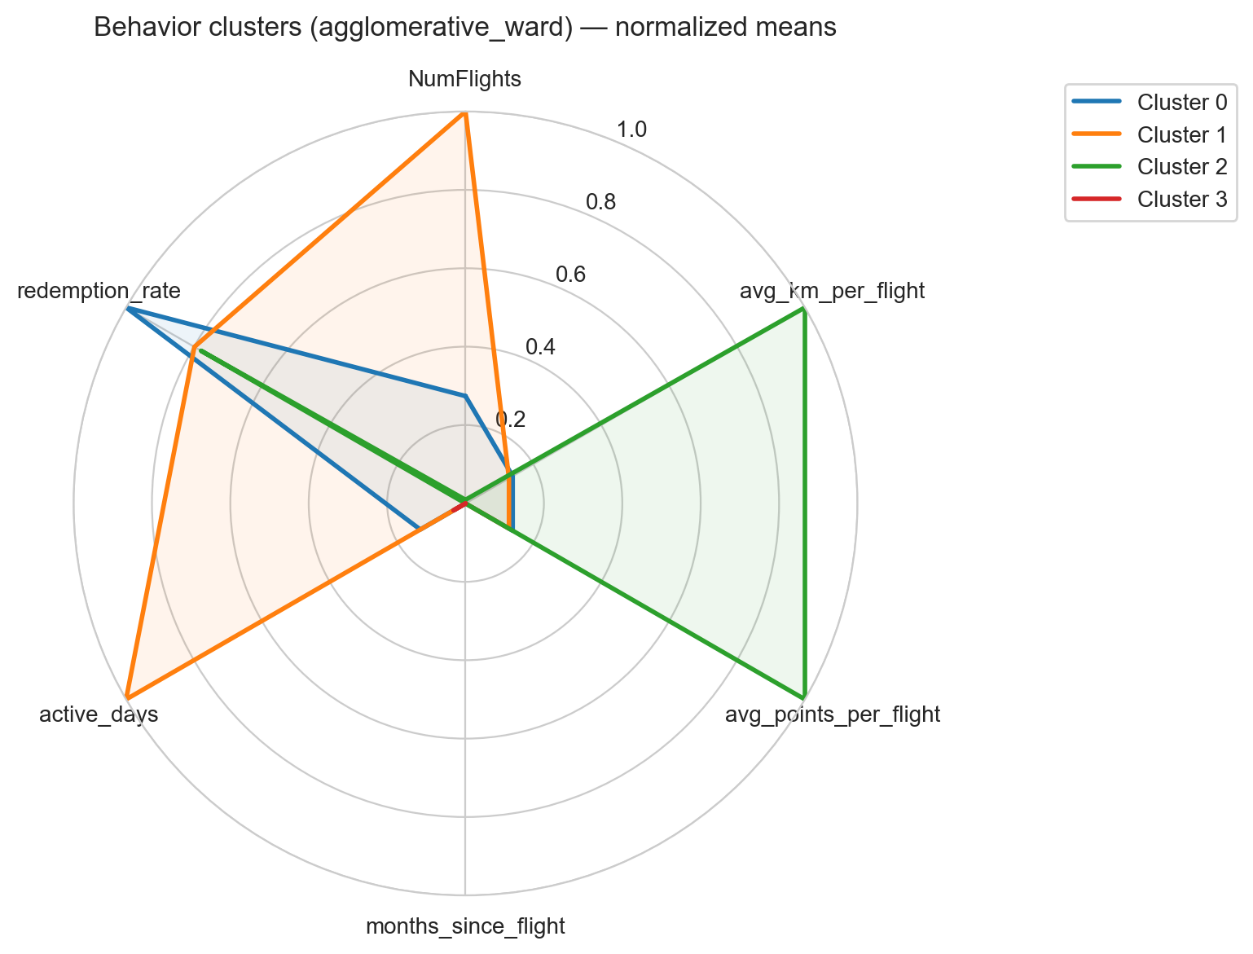 Behavior clusters (agglomerative_ward) — normalized means
NumFlights
Cluster 0
Cluster 1
Cluster 2
Cluster 3
1.0
0.8
0.6
0.4
0.2
redemption_rate
avg_km_per_flight
active_days
avg_points_per_flight
months_since_flight